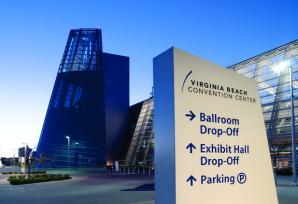 VIRGINIA BEACH
CONVENTION CENTER
→ Ballroom
Drop-Off
↑ Exhibit Hall
Drop-Off
↑ Parking Ⓟ